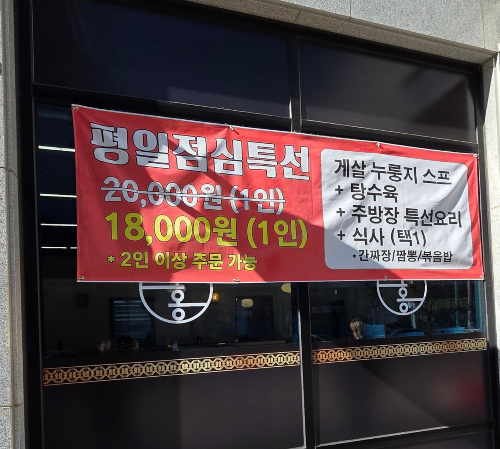 평일점심특선
20,000원 (1인)
18,000원 (1인)
* 2인 이상 주문 가능
게살 누룽지 스프
+ 탕수육
+ 주방장 특선요리
+ 식사 (택1)
•간짜장/짬뽕/볶음밥
홍
홍